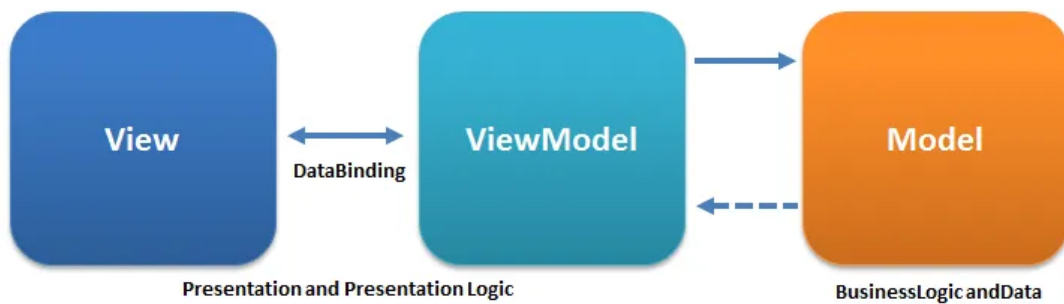 View
ViewModel
Model
DataBinding
Presentation and Presentation Logic
BusinessLogic andData